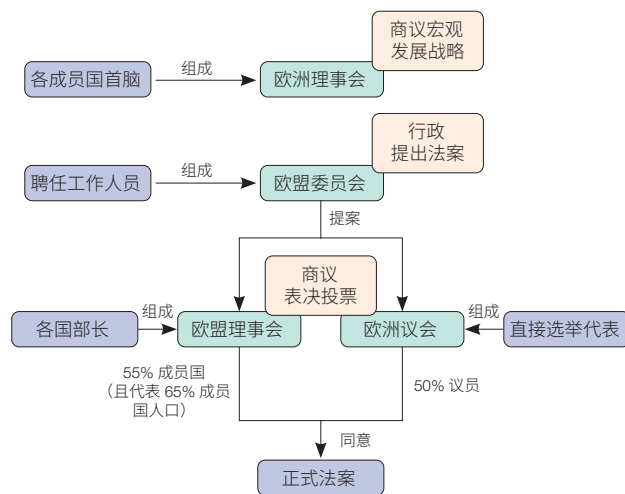 商议宏观
发展战略
各成员国首脑
组成
欧洲理事会
行政
提出法案
聘任工作人员
组成
欧盟委员会
提案
商议
表决投票
各国部长
组成
欧盟理事会
欧洲议会
组成
直接选举代表
55% 成员国
（且代表 65% 成员
国人口）
50% 议员
同意
正式法案